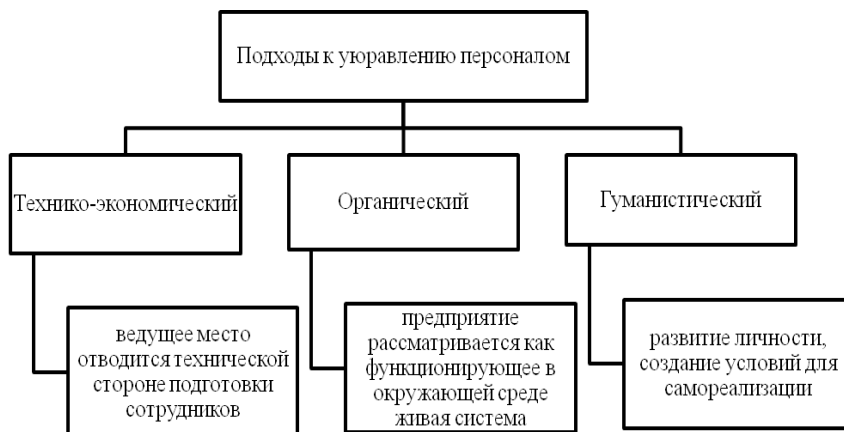 Подходы к уюравлению персоналом
Технико-экономический
Органический
Гуманистический
ведущее место
отводится технической
стороне подготовки
сотрудников
предприятие
рассматривается как
функционирующее в
окружающей среде
живая система
развитие личности,
создание условий для
самореализации